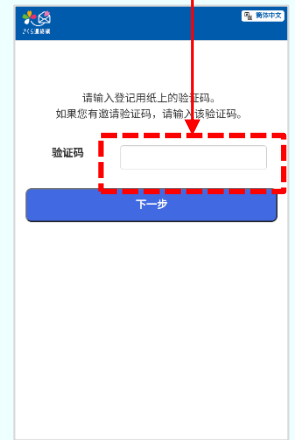 简体中文
さくら連絡網
请输入登记用纸上的验证码。
如果您有邀请验证码，请输入该验证码。
验证码
下一步